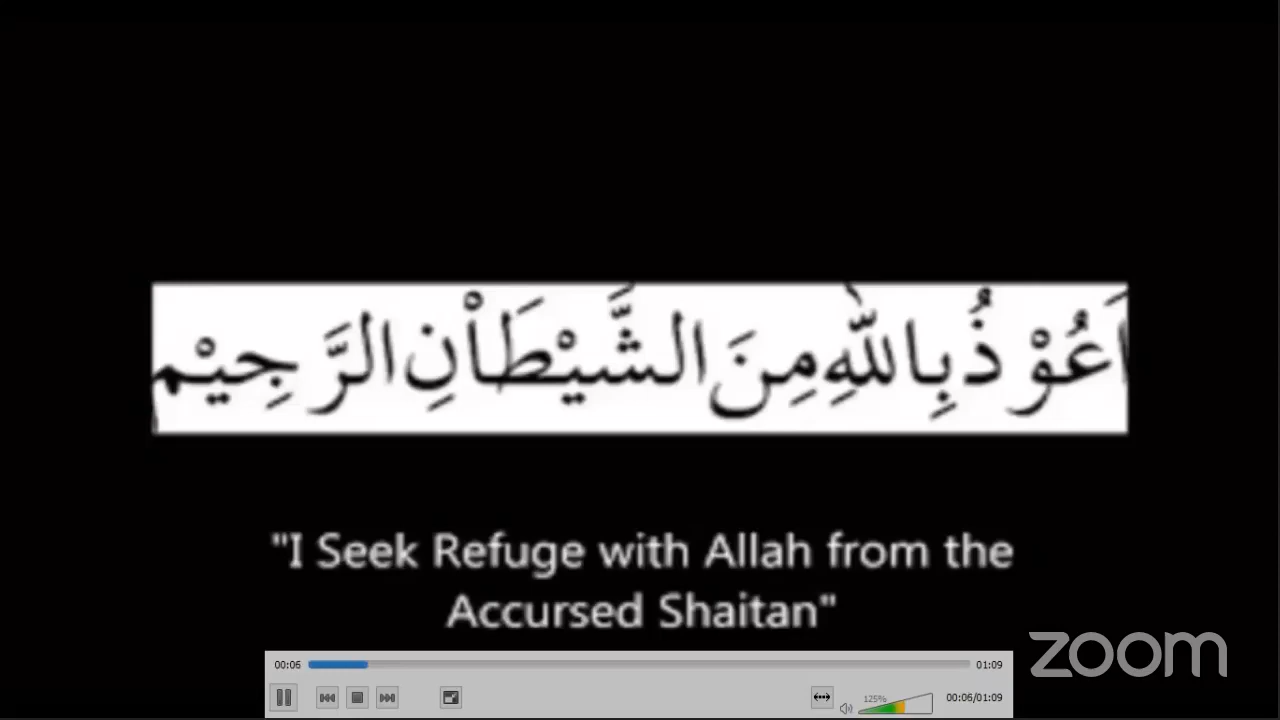 اَعُوْذُ بِاللّٰهِ مِنَ الشَّيْطَاْنِ الرَّجِيْم
"I Seek Refuge with Allah from the
Accursed Shaitan"
zoom
00:06
01:09
125%
00:06/01:09